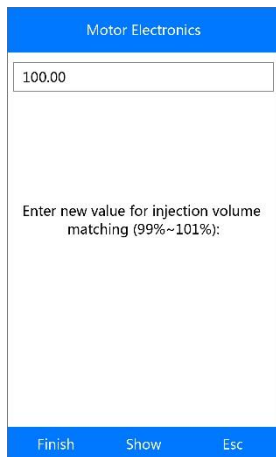 Motor Electronics
100.00
Enter new value for injection volume
matching (99%~101%):
Finish Show Esc